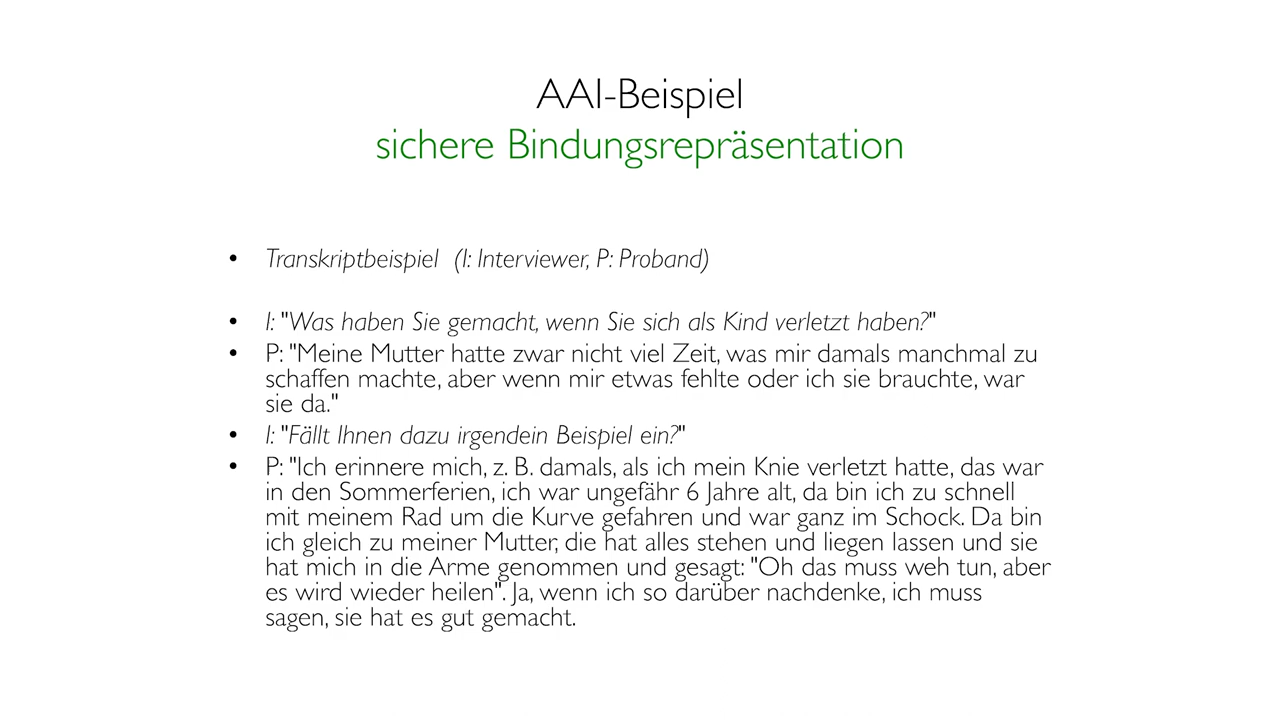 AAI-Beispiel
sichere Bindungsrepräsentation
• Transkriptbeispiel (I: Interviewer, P: Proband)
• I: "Was haben Sie gemacht, wenn Sie sich als Kind verletzt haben?"
• P: "Meine Mutter hatte zwar nicht viel Zeit, was mir damals manchmal zu
schaffen machte, aber wenn mir etwas fehlte oder ich sie brauchte, war
sie da."
• I: "Fällt Ihnen dazu irgendein Beispiel ein?"
• P: "Ich erinnere mich, z. B. damals, als ich mein Knie verletzt hatte, das war
in den Sommerferien, ich war ungefähr 6 Jahre alt, da bin ich zu schnell
mit meinem Rad um die Kurve gefahren und war ganz im Schock. Da bin
ich gleich zu meiner Mutter, die hat alles stehen und liegen lassen und sie
hat mich in die Arme genommen und gesagt: "Oh das muss weh tun, aber
es wird wieder heilen". Ja, wenn ich so darüber nachdenke, ich muss
sagen, sie hat es gut gemacht.